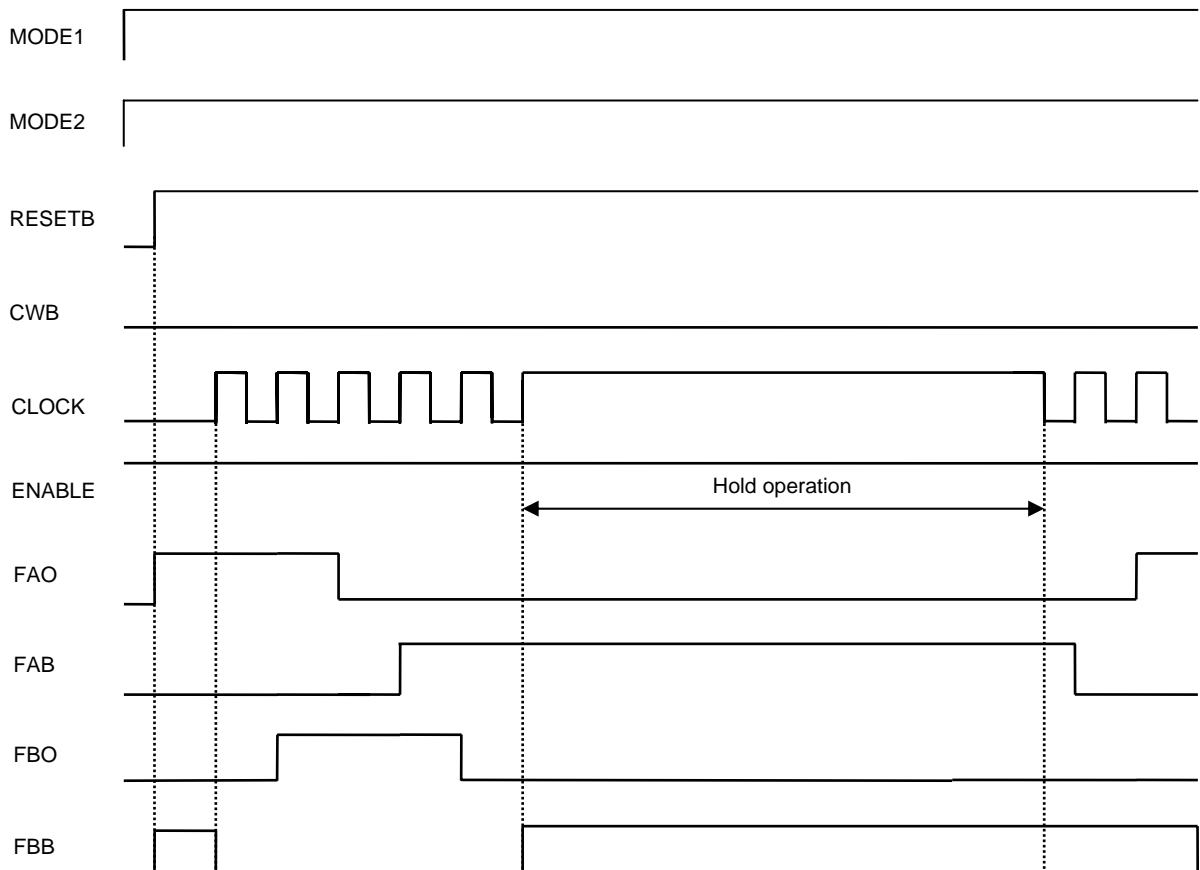 MODE1
MODE2
RESETB
CWB
CLOCK
ENABLE
Hold operation
FAO
FAB
FBO
FBB